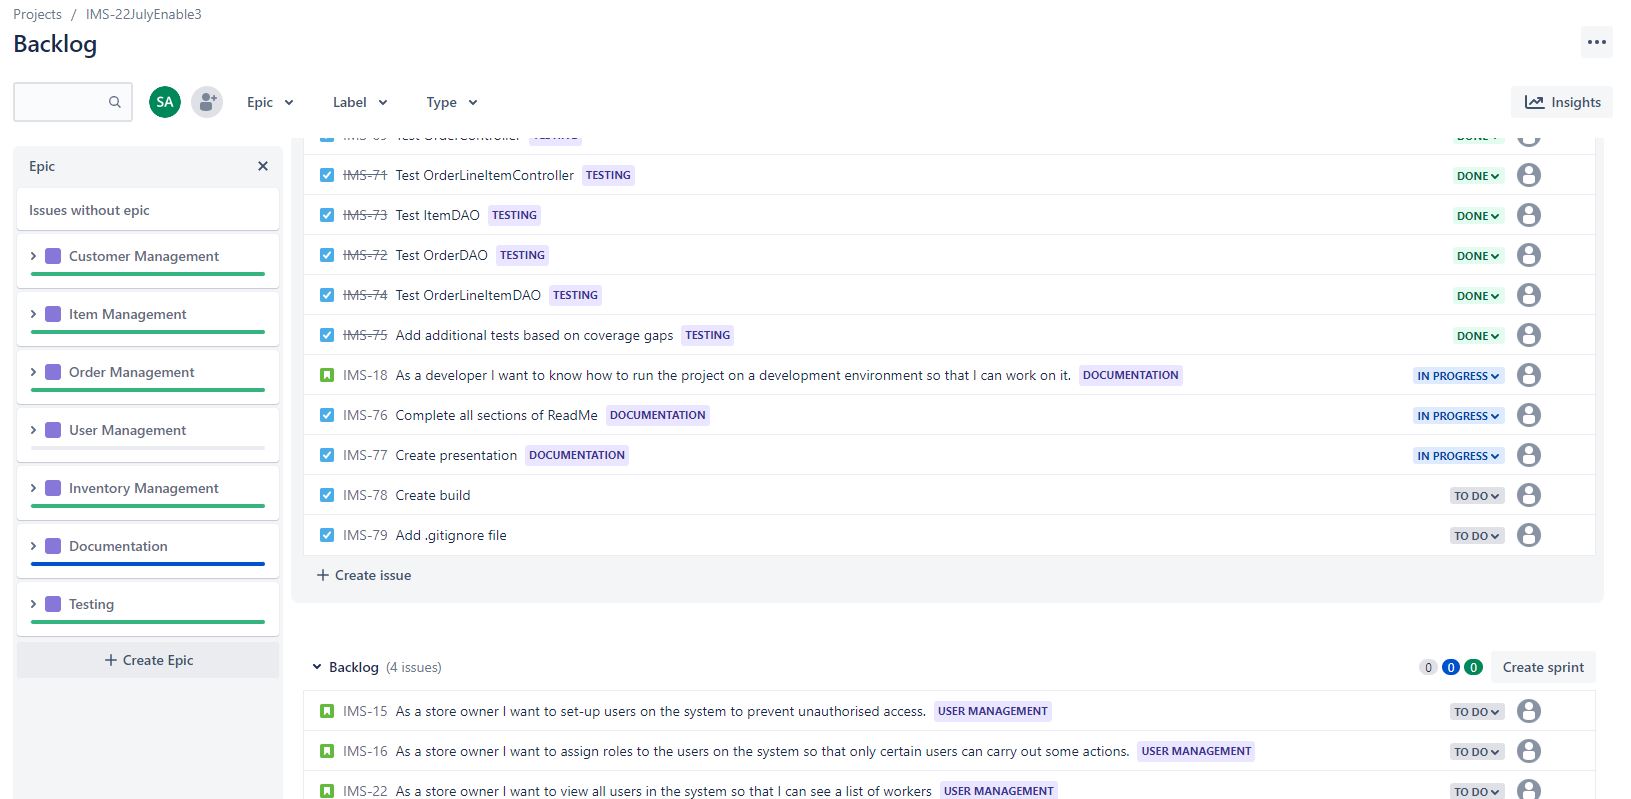 Projects / IMS-22JulyEnable3
Backlog
SA Epic Label Type Insights
Epic
Issues without epic
Customer Management
Item Management
Order Management
User Management
Inventory Management
Documentation
Testing
+ Create Epic
Test OrderController TESTING DONE
IMS-71 Test OrderLineItemController TESTING DONE
IMS-73 Test ItemDAO TESTING DONE
IMS-72 Test OrderDAO TESTING DONE
IMS-74 Test OrderLineItemDAO TESTING DONE
IMS-75 Add additional tests based on coverage gaps TESTING DONE
IMS-18 As a developer I want to know how to run the project on a development environment so that I can work on it. DOCUMENTATION IN PROGRESS
IMS-76 Complete all sections of ReadMe DOCUMENTATION IN PROGRESS
IMS-77 Create presentation DOCUMENTATION IN PROGRESS
IMS-78 Create build TO DO
IMS-79 Add .gitignore file TO DO
+ Create issue
Backlog (4 issues) 0 0 0 Create sprint
IMS-15 As a store owner I want to set-up users on the system to prevent unauthorised access. USER MANAGEMENT TO DO
IMS-16 As a store owner I want to assign roles to the users on the system so that only certain users can carry out some actions. USER MANAGEMENT TO DO
IMS-22 As a store owner I want to view all users in the system so that I can see a list of workers USER MANAGEMENT TO DO